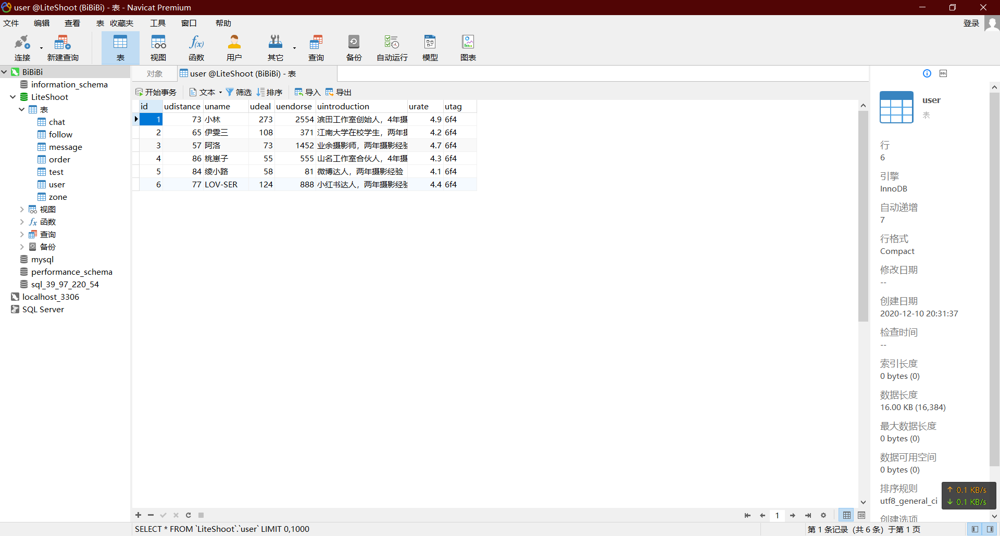 user @LiteShoot (BiBiBi) - 表 - Navicat Premium
文件 编辑 查看 表 收藏夹 工具 窗口 帮助 登录
连接 新建查询 表 视图 函数 用户 其它 查询 备份 自动运行 模型 图表
BiBiBi
information_schema
LiteShoot
表
chat
follow
message
order
test
user
zone
视图
函数
查询
备份
mysql
performance_schema
sql_39_97_220_54
localhost_3306
SQL Server
对象 user @LiteShoot (BiBiBi) - 表
开始事务 文本 筛选 排序 导入 导出
id udistance uname udeal uendorse uintroduction urate utag
1 73 小林 273 2554 滨田工作室创始人，4年摄 4.9 6f4
2 65 伊雯三 108 371 江南大学在校学生，两年摄 4.2 6f4
3 57 阿洛 73 1452 业余摄影师，两年摄影经验 4.7 6f4
4 86 桃崽子 55 555 山名工作室合伙人，4年摄 4.3 6f4
5 84 绫小路 58 81 微博达人，两年摄影经验 4.1 6f4
6 77 LOV-SER 124 888 小红书达人，两年摄影经验 4.4 6f4
DDL
user
表
行
6
引擎
InnoDB
自动递增
7
行格式
Compact
修改日期
--
创建日期
2020-12-10 20:31:37
检查时间
--
索引长度
0 bytes (0)
数据长度
16.00 KB (16,384)
最大数据长度
0 bytes (0)
数据可用空间
0 bytes (0)
排序规则
utf8_general_ci
创建选项
↑ 0.1 KB/s
↓ 0.1 KB/s
1
SELECT * FROM `LiteShoot`.`user` LIMIT 0,1000
第 1 条记录 (共 6 条) 于第 1 页